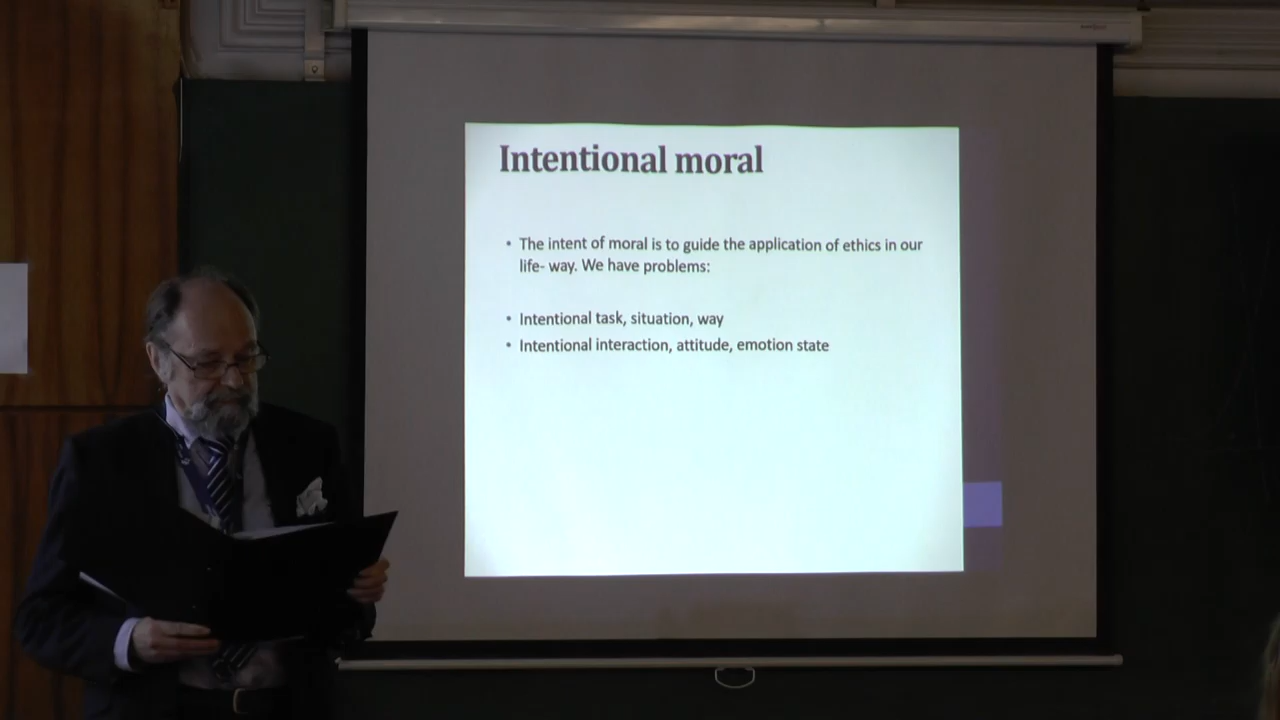 Intentional moral
• The intent of moral is to guide the application of ethics in our
life- way. We have problems:
• Intentional task, situation, way
• Intentional interaction, attitude, emotion state